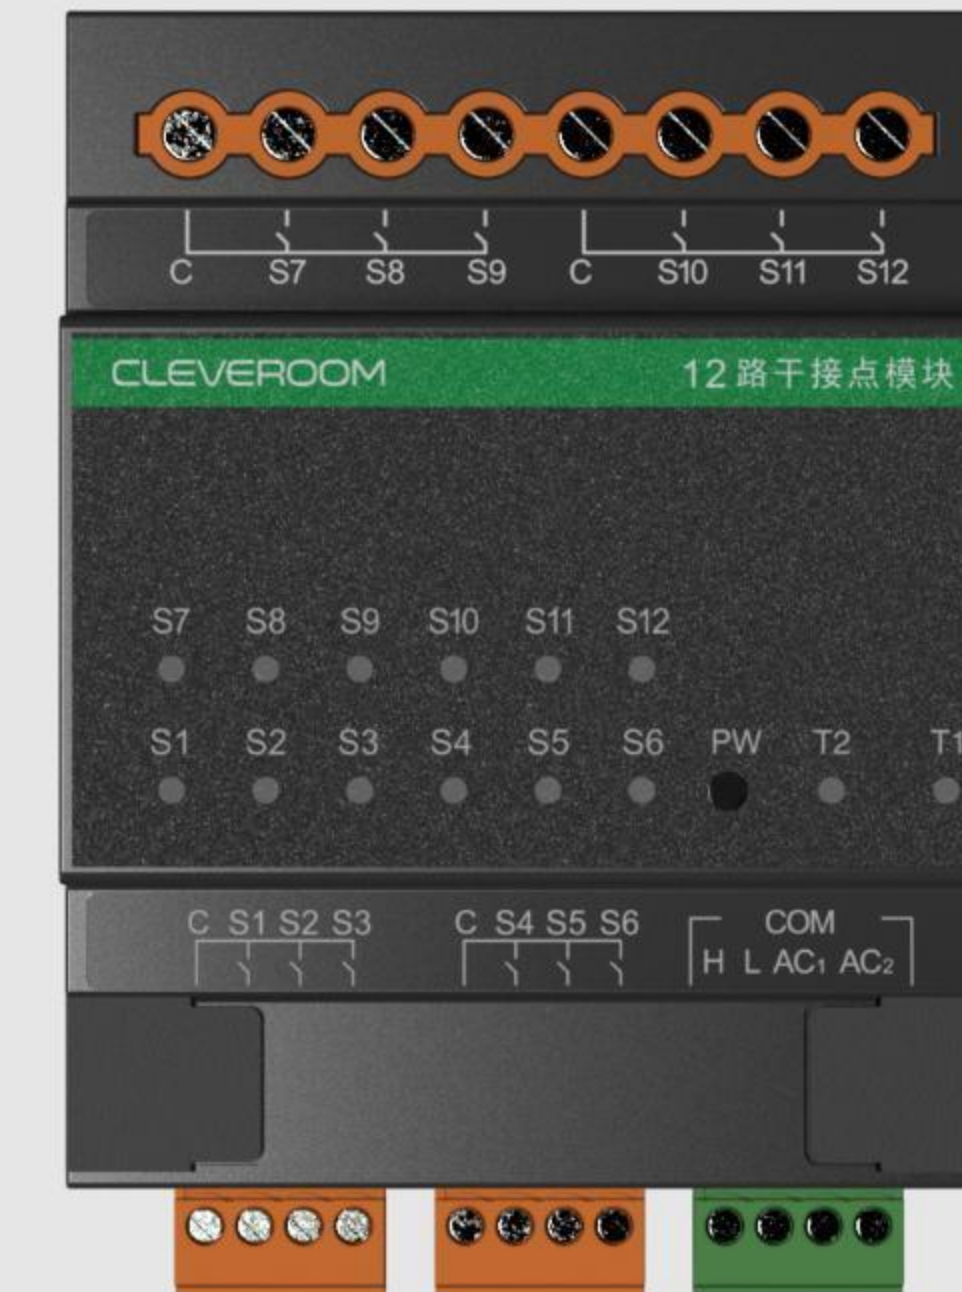 C S7 S8 S9 C S10 S11 S12
CLEVEROOM 12路干接点模块
S7 S8 S9 S10 S11 S12
S1 S2 S3 S4 S5 S6 PW T2 T1
C S1 S2 S3 C S4 S5 S6 COM
H L AC1 AC2